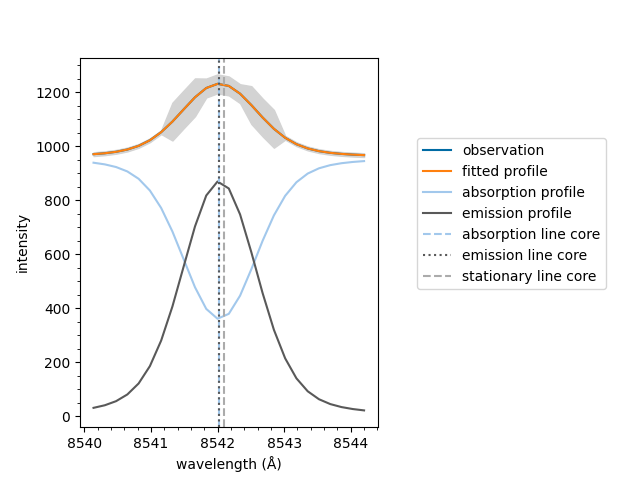 1200
1000
800
600
400
200
0
intensity
8540 8541 8542 8543 8544
wavelength (Å)
observation
fitted profile
absorption profile
emission profile
absorption line core
emission line core
stationary line core